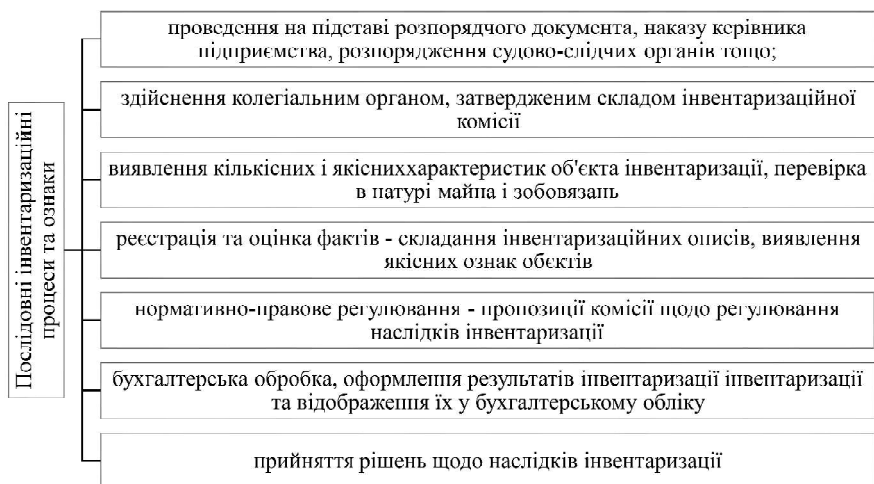 Послідовні інвентаризаційні
процеси та ознаки
проведення на підставі розпорядчого документа, наказу керівника
підприємства, розпорядження судово-слідчих органів тощо;
здійснення колегіальним органом, затвердженим складом інвентаризаційної
комісії
виявлення кількісних і якісниххарактеристик об'єкта інвентаризації, перевірка
в натурі майна і зобовязань
реєстрація та оцінка фактів - складання інвентаризаційних описів, виявлення
якісних ознак обєктів
нормативно-правове регулювання - пропозиції комісії щодо регулювання
наслідків інвентаризації
бухгалтерська обробка, оформлення результатів інвентаризації інвентаризації
та відображення їх у бухгалтерському обліку
прийняття рішень щодо наслідків інвентаризації